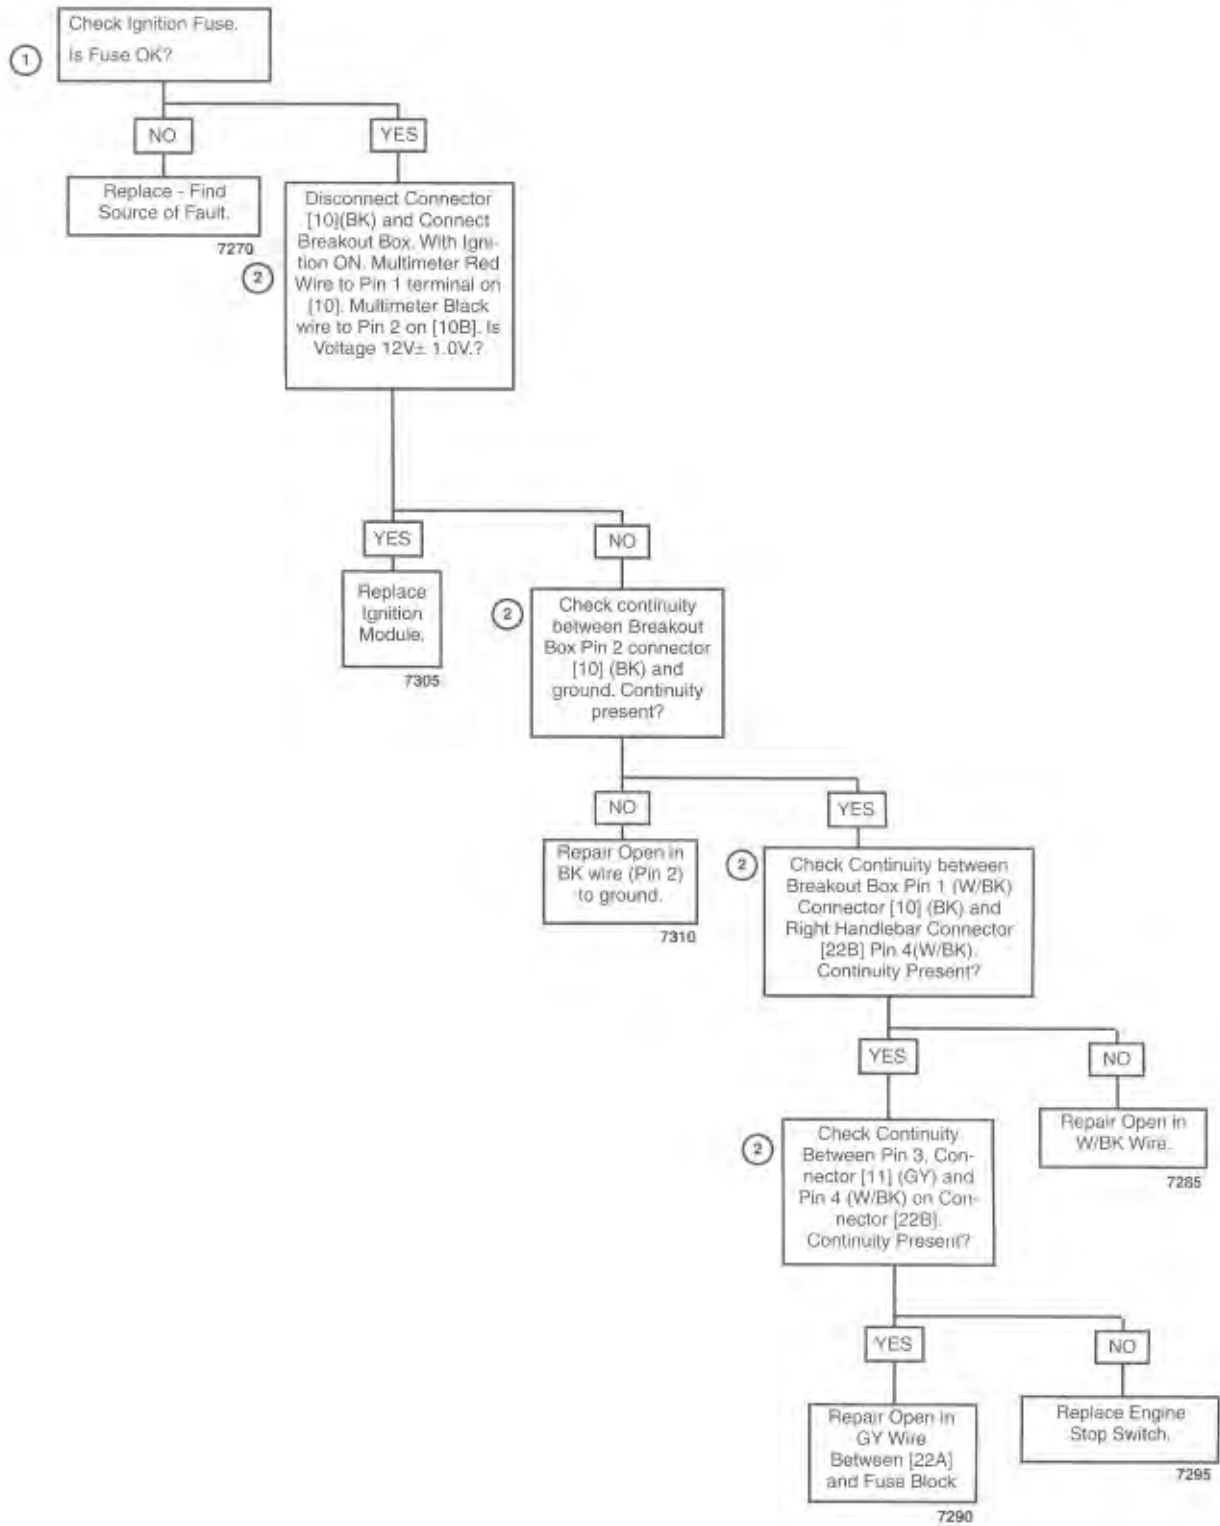 Check Ignition Fuse.
Is Fuse OK?
1
NO
YES
Replace - Find
Source of Fault.
7270
2
Disconnect Connector
[10](BK) and Connect
Breakout Box. With Igni-
tion ON. Multimeter Red
Wire to Pin 1 terminal on
[10]. Multimeter Black
wire to Pin 2 on [10B]. Is
Voltage 12V± 1.0V.?
YES
NO
Replace
Ignition
Module.
7305
2
Check continuity
between Breakout
Box Pin 2 connector
[10] (BK) and
ground. Continuity
present?
NO
YES
Repair Open in
BK wire (Pin 2)
to ground.
7310
2
Check Continuity between
Breakout Box Pin 1 (W/BK)
Connector [10] (BK) and
Right Handlebar Connector
[22B] Pin 4(W/BK).
Continuity Present?
YES
NO
Repair Open in
W/BK Wire.
7285
2
Check Continuity
Between Pin 3, Con-
nector [11] (GY) and
Pin 4 (W/BK) on Con-
nector [22B].
Continuity Present?
YES
NO
Repair Open in
GY Wire
Between [22A]
and Fuse Block
7290
Replace Engine
Stop Switch.
7295